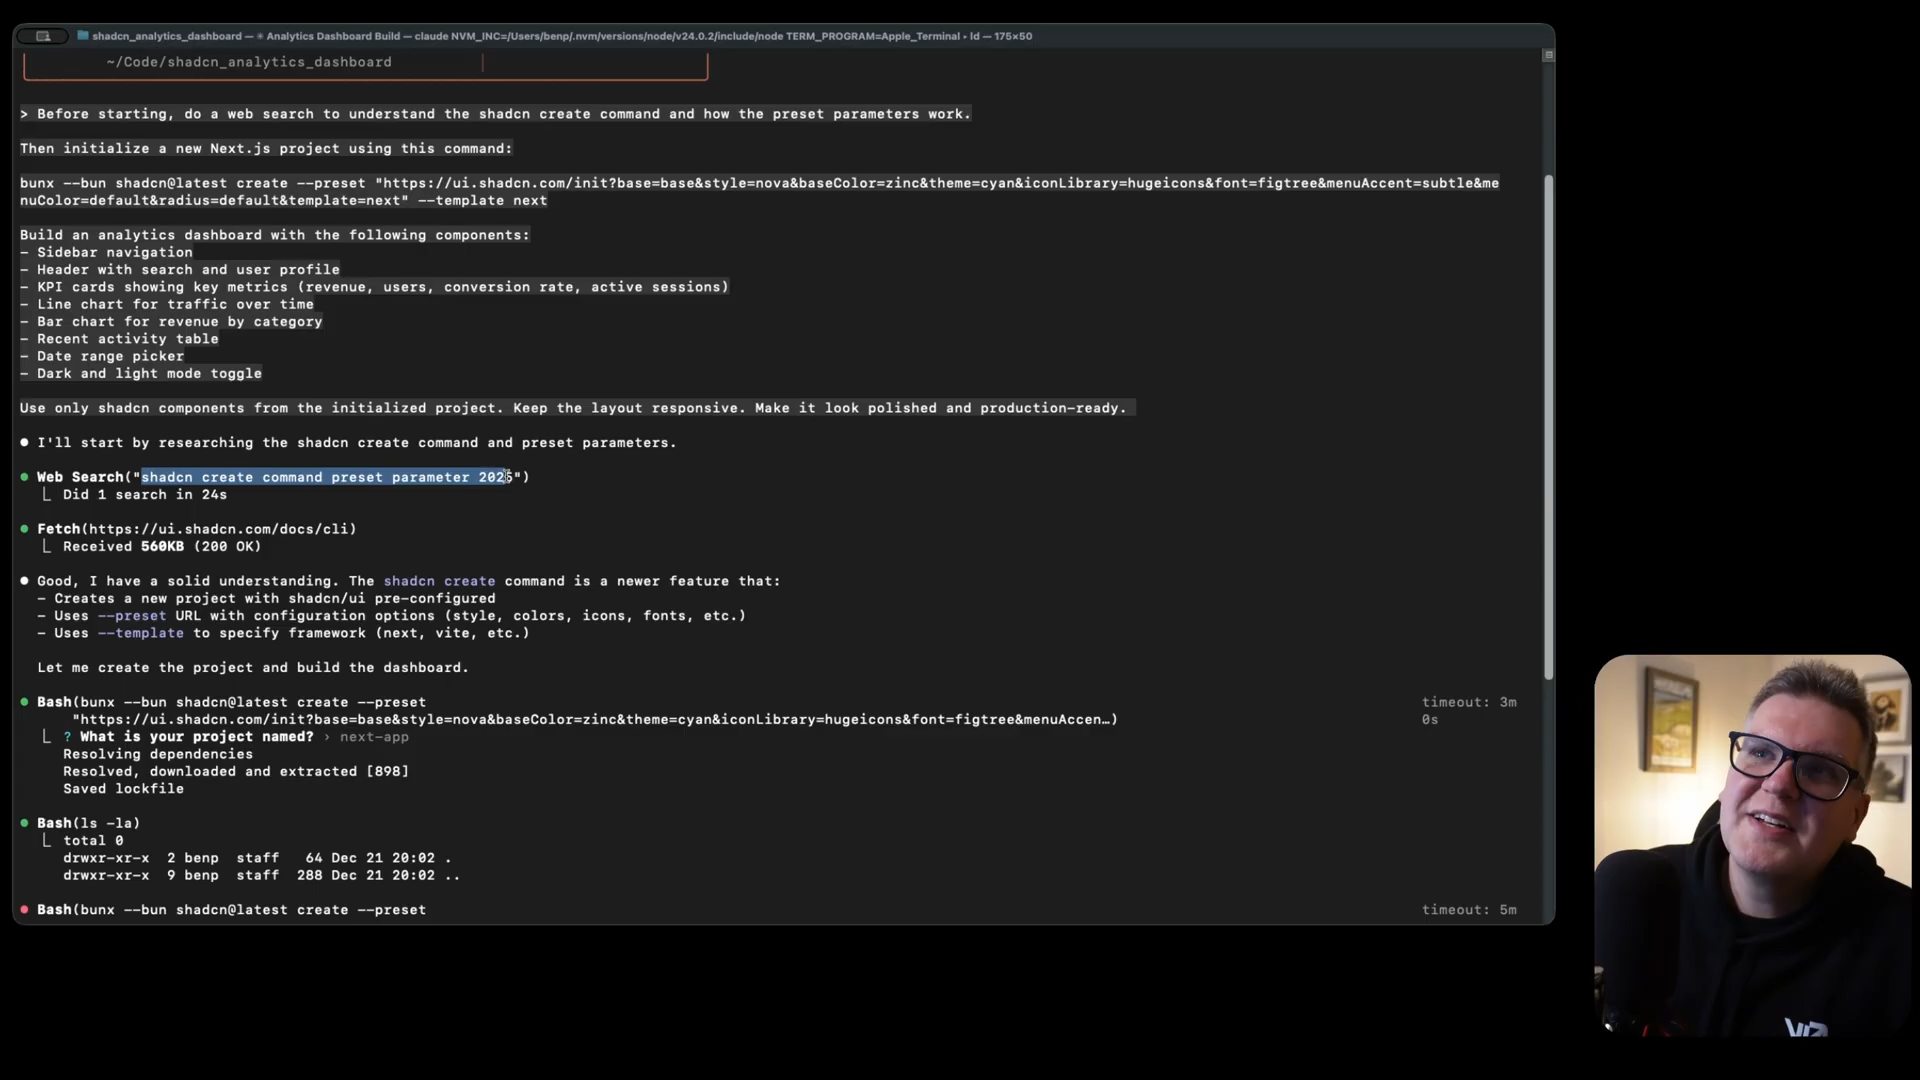 shadcn_analytics_dashboard — ✳ Analytics Dashboard Build — claude NVM_INC=/Users/benp/.nvm/versions/node/v24.0.2/include/node TERM_PROGRAM=Apple_Terminal ▸ ld — 175×50
~/Code/shadcn_analytics_dashboard
> Before starting, do a web search to understand the shadcn create command and how the preset parameters work.
Then initialize a new Next.js project using this command:
bunx --bun shadcn@latest create --preset "https://ui.shadcn.com/init?base=base&style=nova&baseColor=zinc&theme=cyan&iconLibrary=hugeicons&font=figtree&menuAccent=subtle&me
nuColor=default&radius=default&template=next" --template next
Build an analytics dashboard with the following components:
- Sidebar navigation
- Header with search and user profile
- KPI cards showing key metrics (revenue, users, conversion rate, active sessions)
- Line chart for traffic over time
- Bar chart for revenue by category
- Recent activity table
- Date range picker
- Dark and light mode toggle
Use only shadcn components from the initialized project. Keep the layout responsive. Make it look polished and production-ready.
● I'll start by researching the shadcn create command and preset parameters.
● Web Search("shadcn create command preset parameter 2025")
⎿ Did 1 search in 24s
● Fetch(https://ui.shadcn.com/docs/cli)
⎿ Received 560KB (200 OK)
● Good, I have a solid understanding. The shadcn create command is a newer feature that:
- Creates a new project with shadcn/ui pre-configured
- Uses --preset URL with configuration options (style, colors, icons, fonts, etc.)
- Uses --template to specify framework (next, vite, etc.)
Let me create the project and build the dashboard.
● Bash(bunx --bun shadcn@latest create --preset timeout: 3m
"https://ui.shadcn.com/init?base=base&style=nova&baseColor=zinc&theme=cyan&iconLibrary=hugeicons&font=figtree&menuAccen…) 0s
⎿ ? What is your project named? › next-app
Resolving dependencies
Resolved, downloaded and extracted [898]
Saved lockfile
● Bash(ls -la)
⎿ total 0
drwxr-xr-x 2 benp staff 64 Dec 21 20:02 .
drwxr-xr-x 9 benp staff 288 Dec 21 20:02 ..
● Bash(bunx --bun shadcn@latest create --preset timeout: 5m